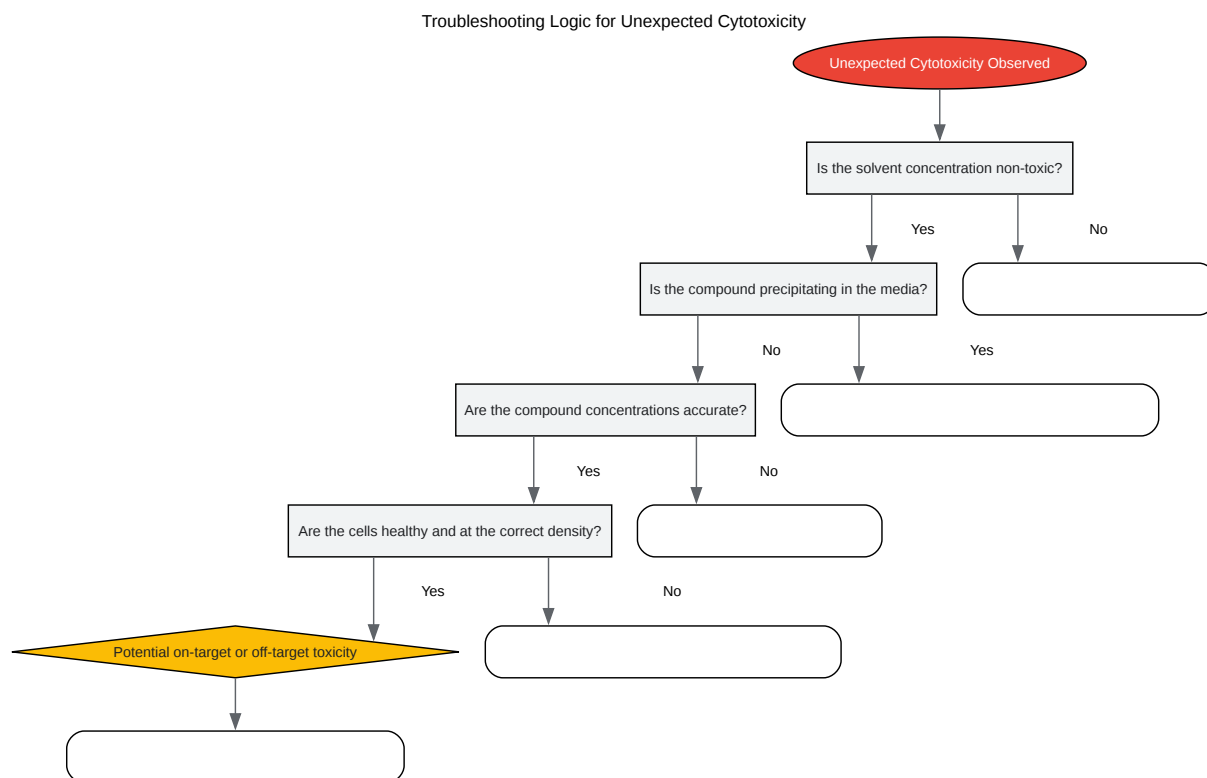 Troubleshooting Logic for Unexpected Cytotoxicity
Unexpected Cytotoxicity Observed
Is the solvent concentration non-toxic?
Yes
No
Is the compound precipitating in the media?
No
Yes
Are the compound concentrations accurate?
Yes
No
Are the cells healthy and at the correct density?
Yes
No
Potential on-target or off-target toxicity